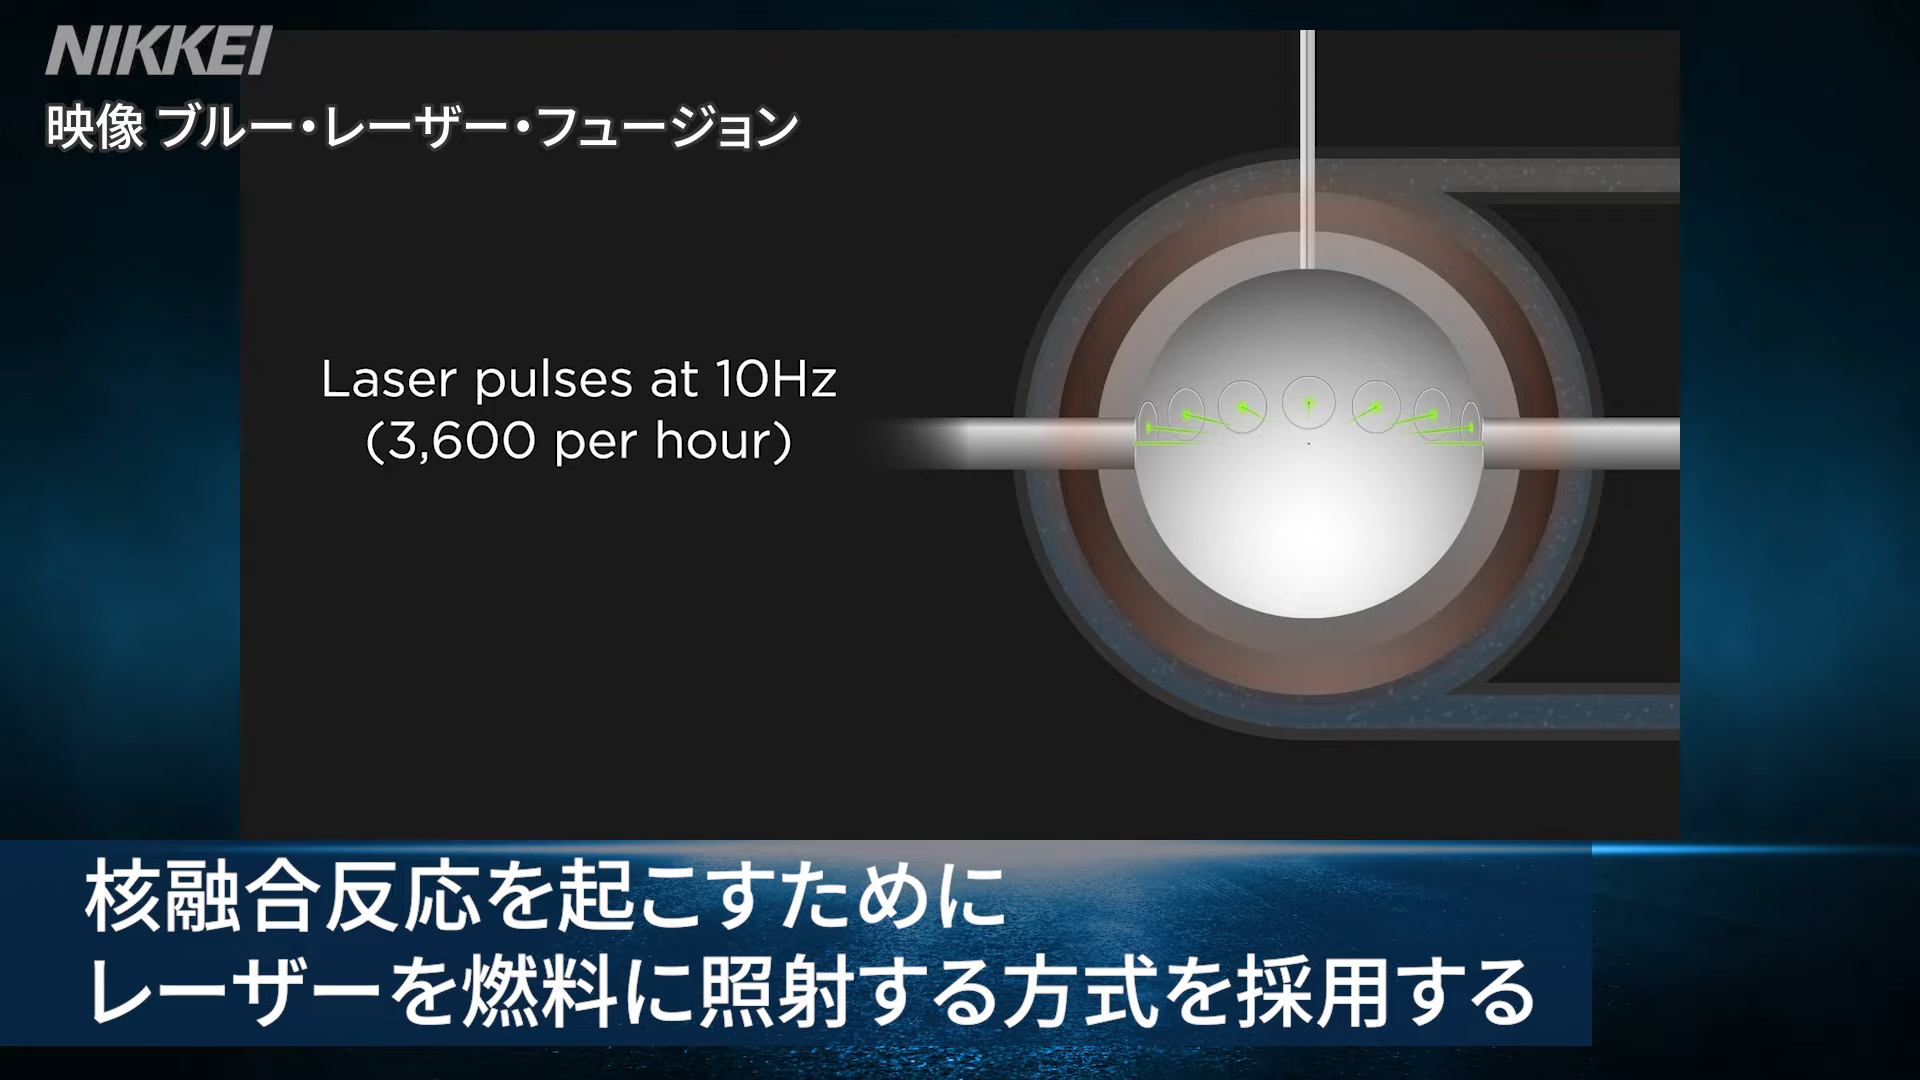 NIKKEI
映像 ブルー・レーザー・フュージョン
Laser pulses at 10Hz
(3,600 per hour)
核融合反応を起こすために
レーザーを燃料に照射する方式を採用する